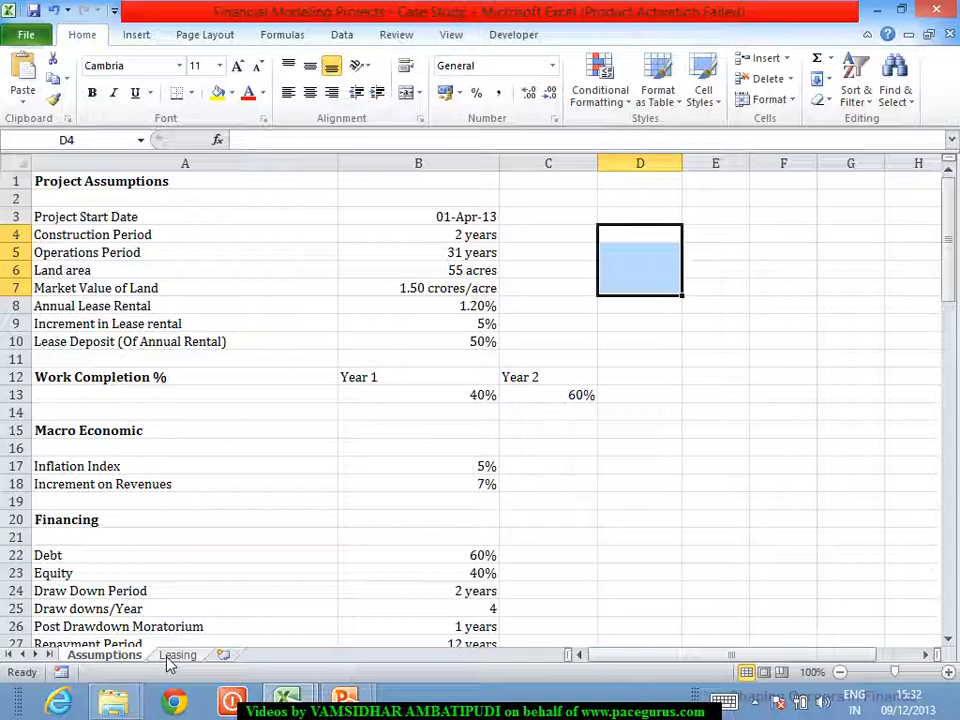 Financial Modeling Projects - Case Study - Microsoft Excel (Product Activation Failed)
File Home Insert Page Layout Formulas Data Review View Developer
Cambria 11 General
Paste
B I U
Conditional Formatting Format as Table Cell Styles
Insert
Delete
Format
Sort & Filter Find & Select
Clipboard Font Alignment Number Styles Cells Editing
D4 fx
A B C D E F G H
1 Project Assumptions
2
3 Project Start Date 01-Apr-13
4 Construction Period 2 years
5 Operations Period 31 years
6 Land area 55 acres
7 Market Value of Land 1.50 crores/acre
8 Annual Lease Rental 1.20%
9 Increment in Lease rental 5%
10 Lease Deposit (Of Annual Rental) 50%
11
12 Work Completion % Year 1 Year 2
13 40% 60%
14
15 Macro Economic
16
17 Inflation Index 5%
18 Increment on Revenues 7%
19
20 Financing
21
22 Debt 60%
23 Equity 40%
24 Draw Down Period 2 years
25 Draw downs/Year 4
26 Post Drawdown Moratorium 1 years
27 Repayment Period 12 years
Assumptions Leasing
Ready 100%
ENG 15:32
IN 09/12/2013
Videos by VAMSIDHAR AMBATIPUDI on behalf of www.pacegurus.com